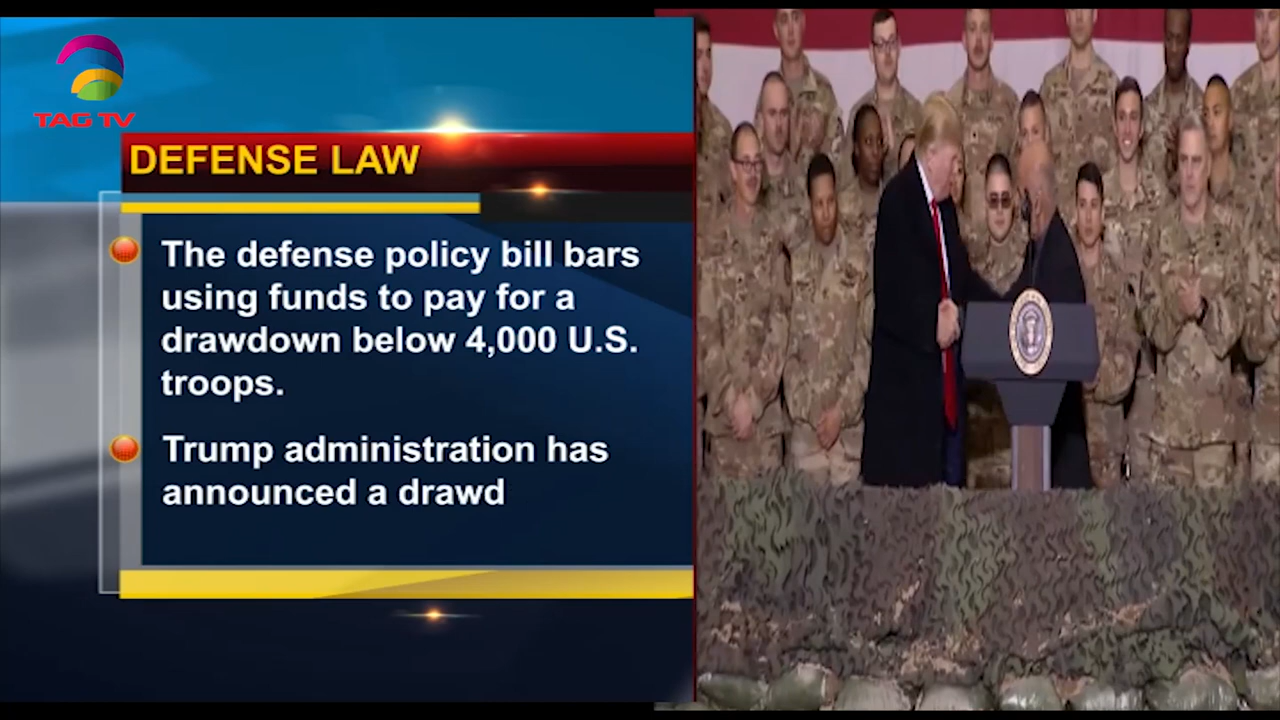 TAG TV
DEFENSE LAW
The defense policy bill bars
using funds to pay for a
drawdown below 4,000 U.S.
troops.
Trump administration has
announced a drawd